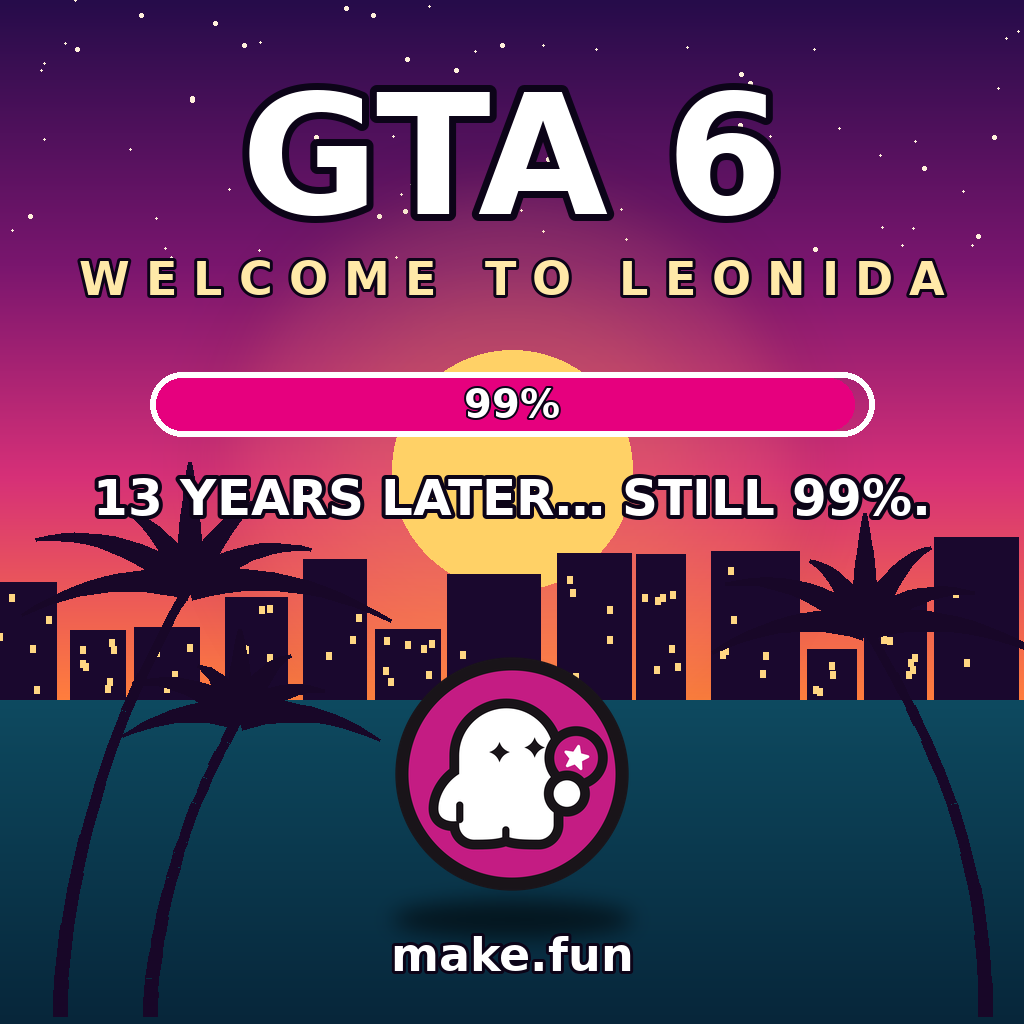 GTA 6
WELCOME TO LEONIDA
99%
13 YEARS LATER... STILL 99%.
make.fun